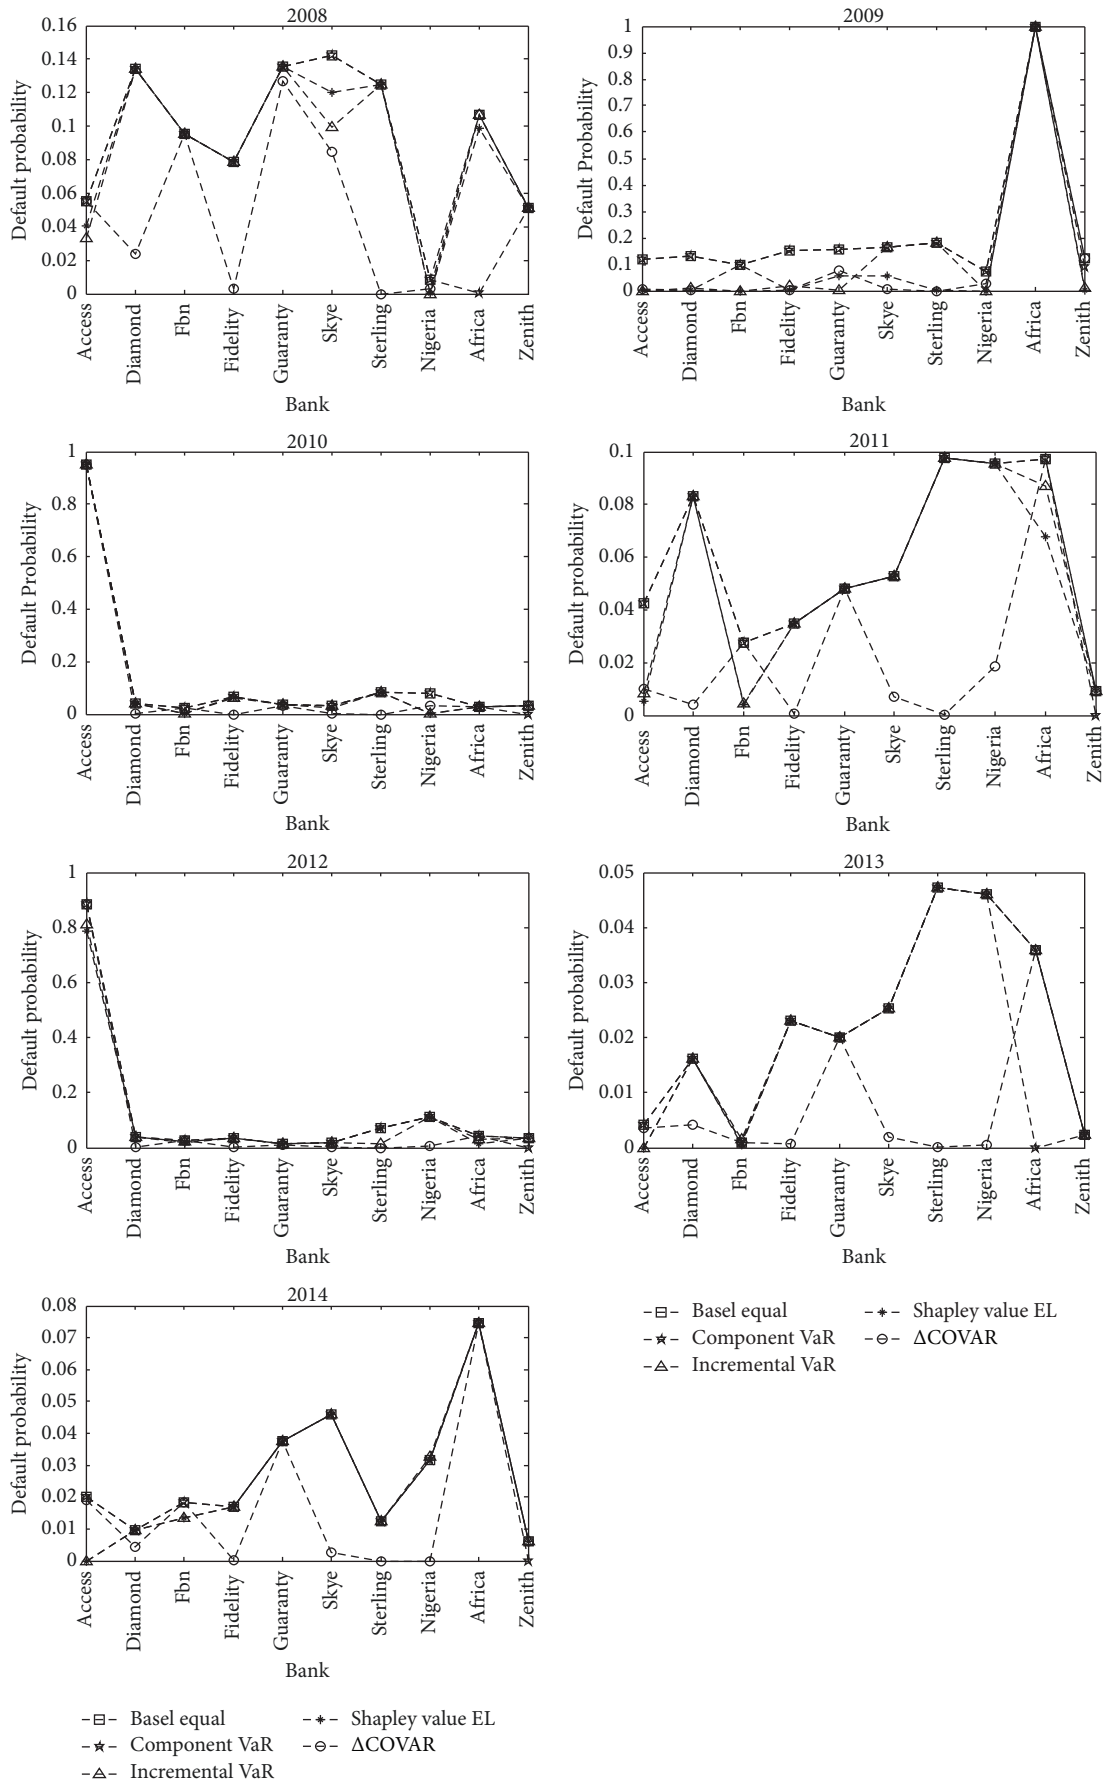 2008
Default probability
0.16
0.14
0.12
0.1
0.08
0.06
0.04
0.02
0
Access
Diamond
Fbn
Fidelity
Guaranty
Skye
Sterling
Nigeria
Africa
Zenith
Bank
2009
Default Probability
1
0.9
0.8
0.7
0.6
0.5
0.4
0.3
0.2
0.1
0
Access
Diamond
Fbn
Fidelity
Guaranty
Skye
Sterling
Nigeria
Africa
Zenith
Bank
2010
Default Probability
1
0.8
0.6
0.4
0.2
0
Access
Diamond
Fbn
Fidelity
Guaranty
Skye
Sterling
Nigeria
Africa
Zenith
Bank
2011
Default probability
0.1
0.08
0.06
0.04
0.02
0
Access
Diamond
Fbn
Fidelity
Guaranty
Skye
Sterling
Nigeria
Africa
Zenith
Bank
2012
Default probability
1
0.8
0.6
0.4
0.2
0
Access
Diamond
Fbn
Fidelity
Guaranty
Skye
Sterling
Nigeria
Africa
Zenith
Bank
2013
Default probability
0.05
0.04
0.03
0.02
0.01
0
Access
Diamond
Fbn
Fidelity
Guaranty
Skye
Sterling
Nigeria
Africa
Zenith
Bank
2014
Default probability
0.08
0.07
0.06
0.05
0.04
0.03
0.02
0.01
0
Access
Diamond
Fbn
Fidelity
Guaranty
Skye
Sterling
Nigeria
Africa
Zenith
Bank
Basel equal
Component VaR
Incremental VaR
Shapley value EL
ΔCOVAR
Basel equal
Component VaR
Incremental VaR
Shapley value EL
ΔCOVAR